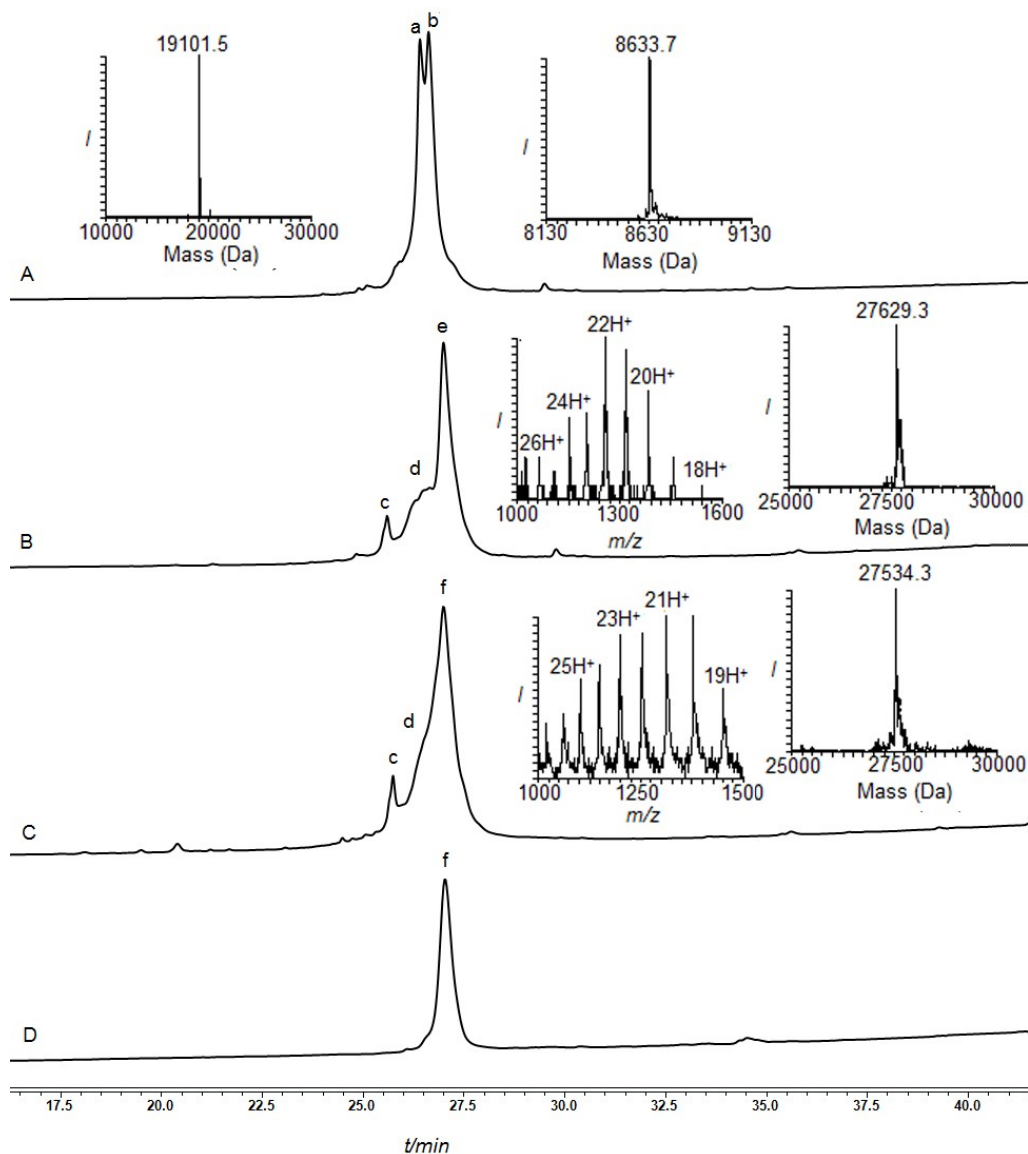 a b
19101.5
8633.7
I
I
10000 20000 30000
Mass (Da)
8130 8630 9130
Mass (Da)
A
e
22H+
27629.3
24H+
20H+
26H+
18H+
I
I
d
c
1000 1300 1600
m/z
25000 27500 30000
Mass (Da)
B
f
21H+
27534.3
23H+
25H+
19H+
I
I
d
c
1000 1250 1500
m/z
25000 27500 30000
Mass (Da)
C
f
D
17.5 20.0 22.5 25.0 27.5 30.0 32.5 35.0 37.5 40.0
t/min